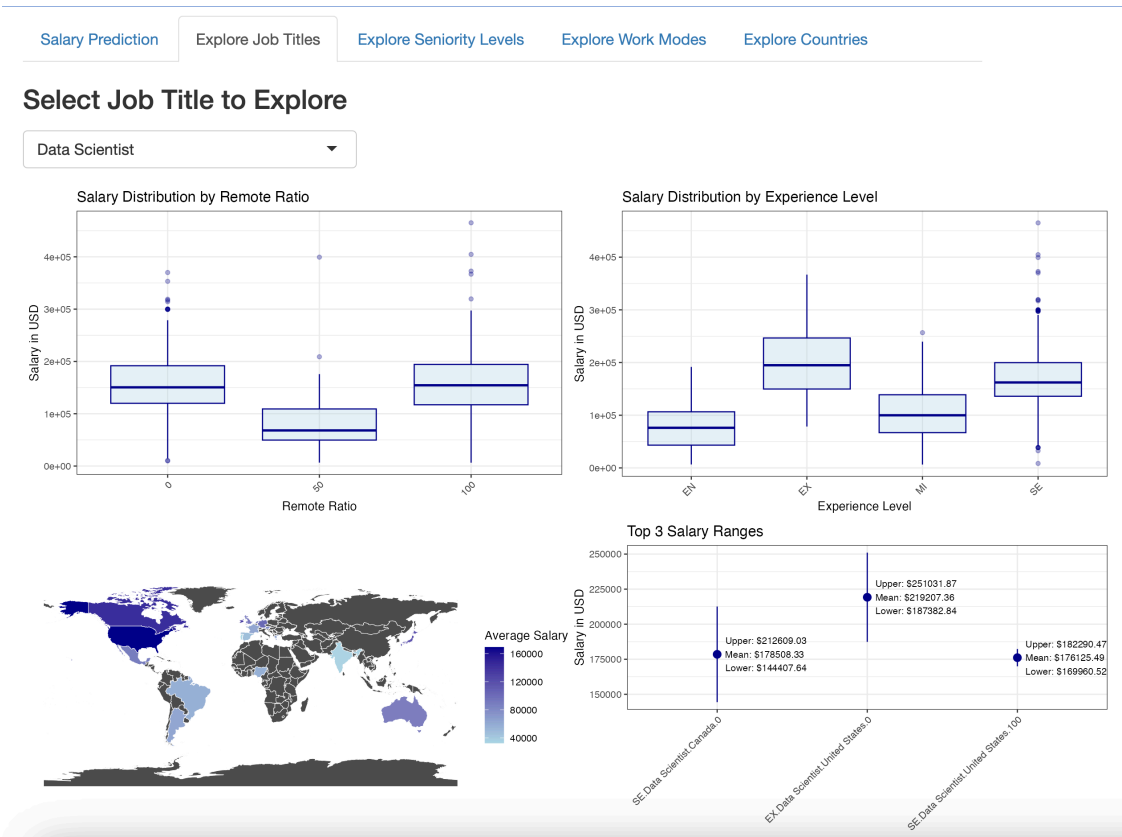 Salary Prediction Explore Job Titles Explore Seniority Levels Explore Work Modes Explore Countries
Select Job Title to Explore
Data Scientist
Salary Distribution by Remote Ratio
Salary in USD
4e+05
3e+05
2e+05
1e+05
0e+00
0 50 100
Remote Ratio
Salary Distribution by Experience Level
Salary in USD
4e+05
3e+05
2e+05
1e+05
0e+00
EN EX MI SE
Experience Level
Average Salary
160000
120000
80000
40000
Top 3 Salary Ranges
Salary in USD
250000
225000
200000
175000
150000
Upper: $212609.03
Mean: $178508.33
Lower: $144407.64
Upper: $251031.87
Mean: $219207.36
Lower: $187382.84
Upper: $182290.47
Mean: $176125.49
Lower: $169960.52
SE.Data Scientist.Canada.0
EX.Data Scientist.United States.0
SE.Data Scientist.United States.100